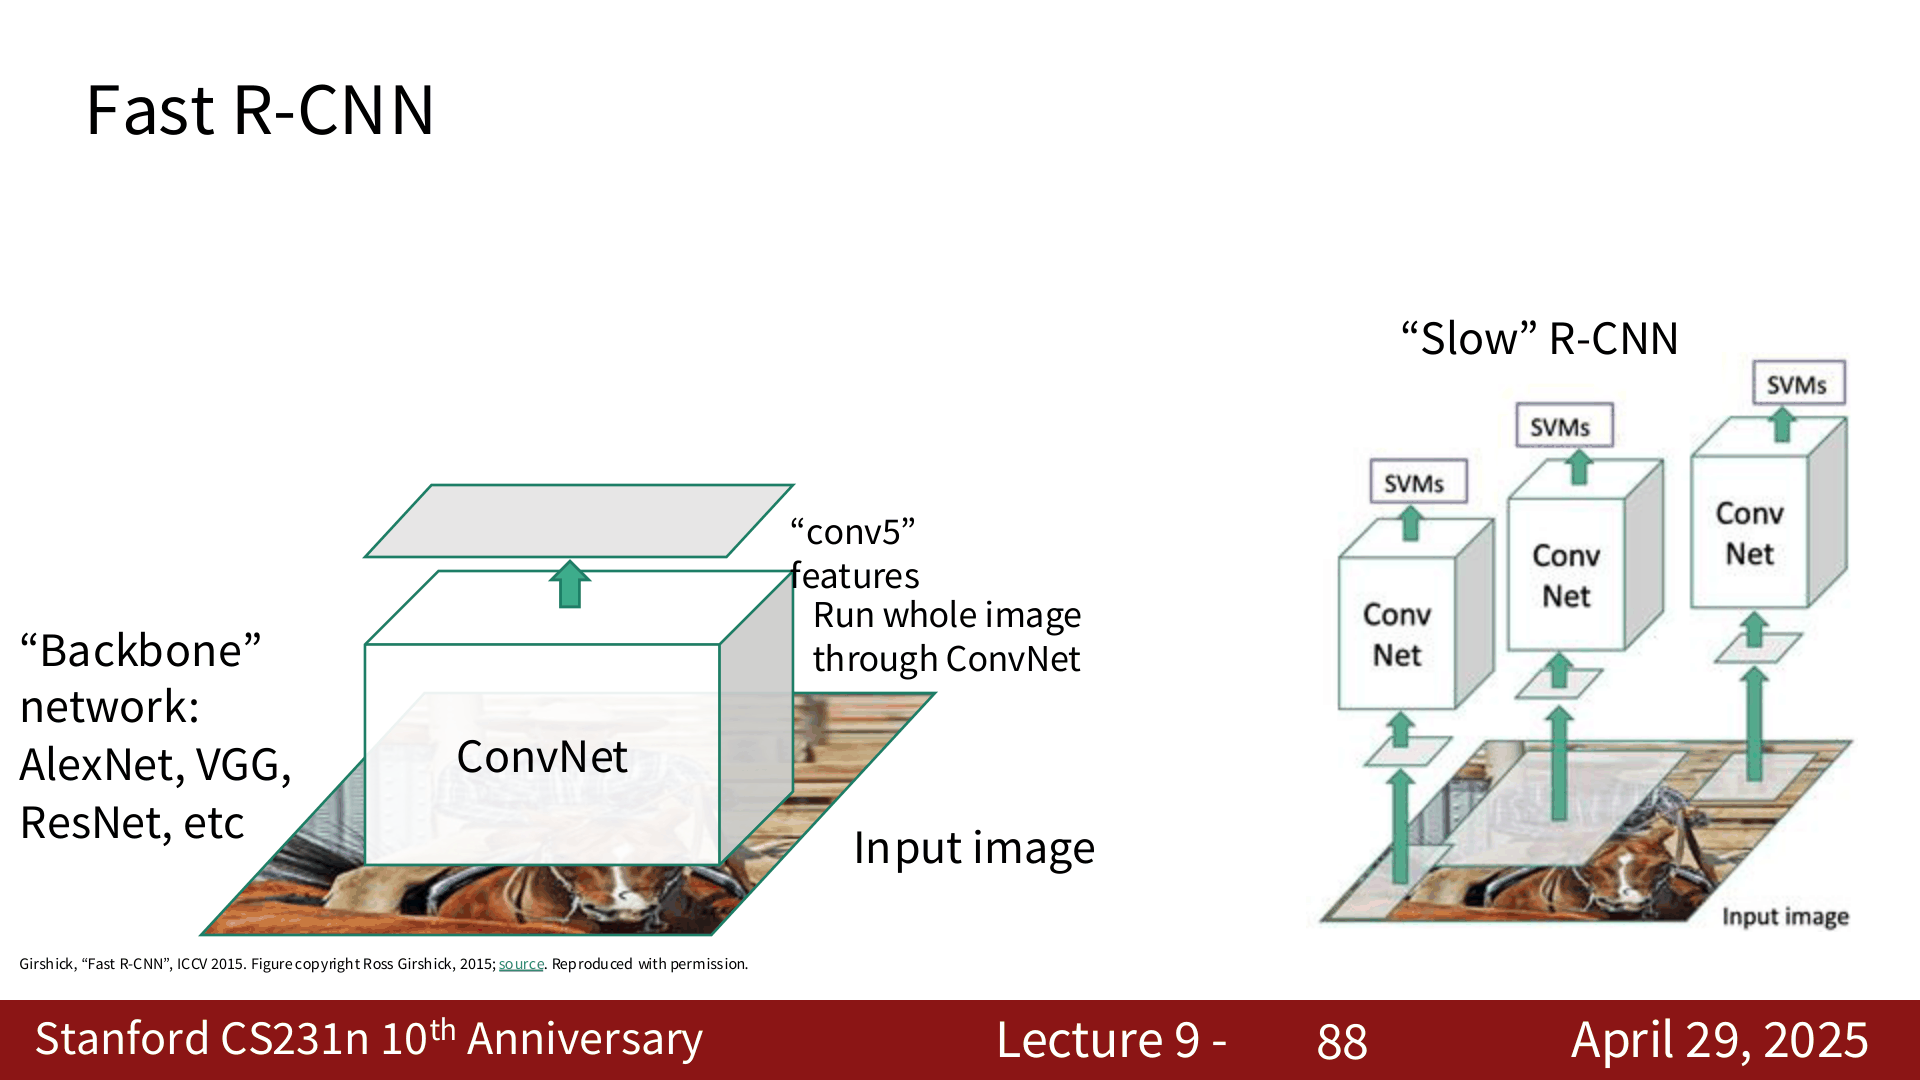 Fast R-CNN
“Slow” R-CNN
SVMs
SVMs
SVMs
Conv
Net
Conv
Net
Conv
Net
Input image
“conv5”
features
Run whole image
through ConvNet
“Backbone”
network:
AlexNet, VGG,
ResNet, etc
ConvNet
Input image
Girshick, “Fast R-CNN”, ICCV 2015. Figure copyright Ross Girshick, 2015; source. Reproduced with permission.
Stanford CS231n 10th Anniversary
Lecture 9 - 88
April 29, 2025